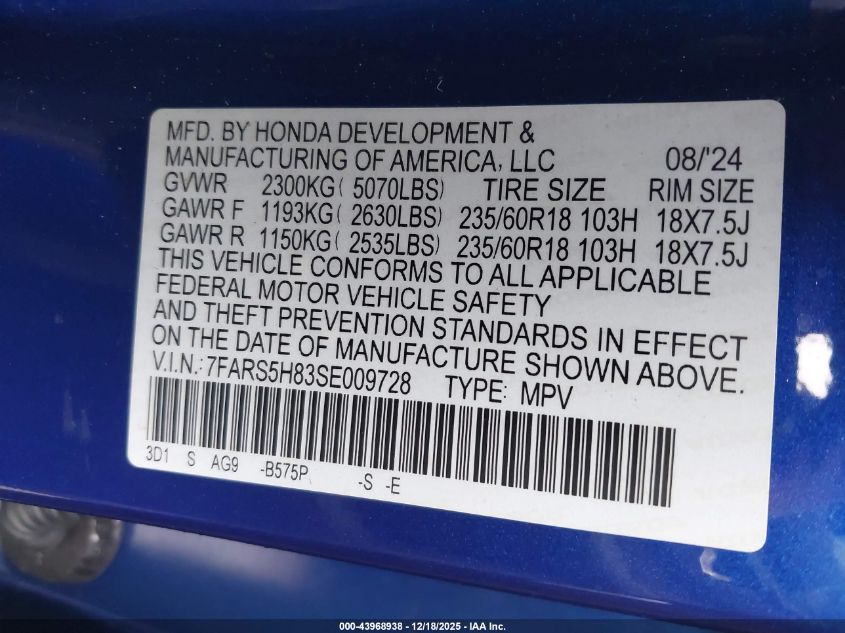 MFD. BY HONDA DEVELOPMENT &
MANUFACTURING OF AMERICA, LLC 08/'24
GVWR 2300KG( 5070LBS) TIRE SIZE RIM SIZE
GAWR F 1193KG( 2630LBS) 235/60R18 103H 18X7.5J
GAWR R 1150KG( 2535LBS) 235/60R18 103H 18X7.5J
THIS VEHICLE CONFORMS TO ALL APPLICABLE
FEDERAL MOTOR VEHICLE SAFETY
AND THEFT PREVENTION STANDARDS IN EFFECT
ON THE DATE OF MANUFACTURE SHOWN ABOVE.
V.I.N.: 7FARS5H83SE009728 TYPE: MPV
3D1 S AG9 -B575P -S -E
000-43968938 - 12/18/2025 - IAA Inc.